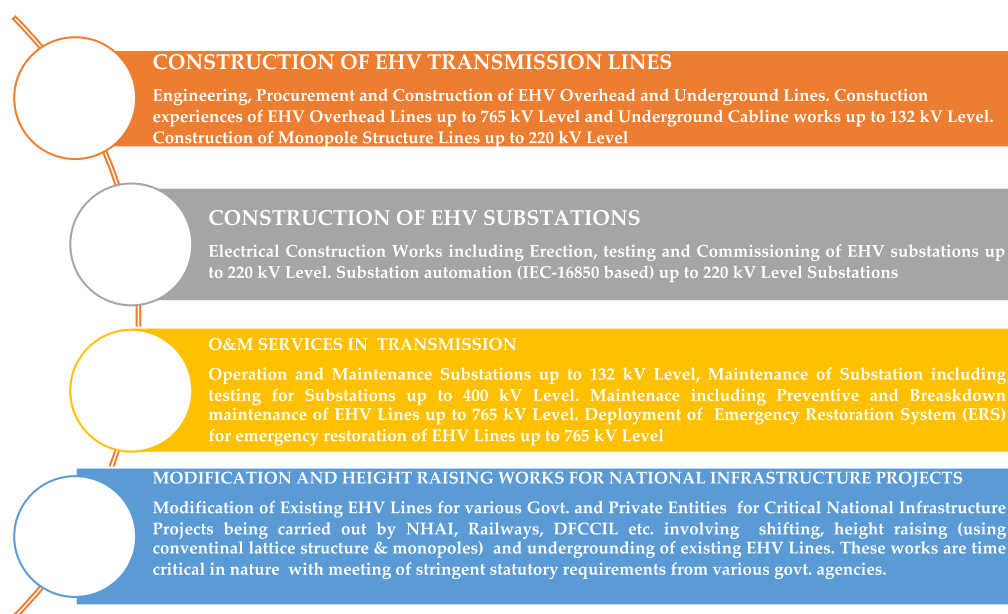 CONSTRUCTION OF EHV TRANSMISSION LINES
Engineering, Procurement and Construction of EHV Overhead and Underground Lines. Constuction
experiences of EHV Overhead Lines up to 765 kV Level and Underground Cabline works up to 132 kV Level.
Construction of Monopole Structure Lines up to 220 kV Level
CONSTRUCTION OF EHV SUBSTATIONS
Electrical Construction Works including Erection, testing and Commissioning of EHV substations up
to 220 kV Level. Substation automation (IEC-16850 based) up to 220 kV Level Substations
O&M SERVICES IN TRANSMISSION
Operation and Maintenance Substations up to 132 kV Level, Maintenance of Substation including
testing for Substations up to 400 kV Level. Maintenace including Preventive and Breaskdown
maintenance of EHV Lines up to 765 kV Level. Deployment of Emergency Restoration System (ERS)
for emergency restoration of EHV Lines up to 765 kV Level
MODIFICATION AND HEIGHT RAISING WORKS FOR NATIONAL INFRASTRUCTURE PROJECTS
Modification of Existing EHV Lines for various Govt. and Private Entities for Critical National Infrastructure
Projects being carried out by NHAI, Railways, DFCCIL etc. involving shifting, height raising (using
conventinal lattice structure & monopoles) and undergrounding of existing EHV Lines. These works are time
critical in nature with meeting of stringent statutory requirements from various govt. agencies.